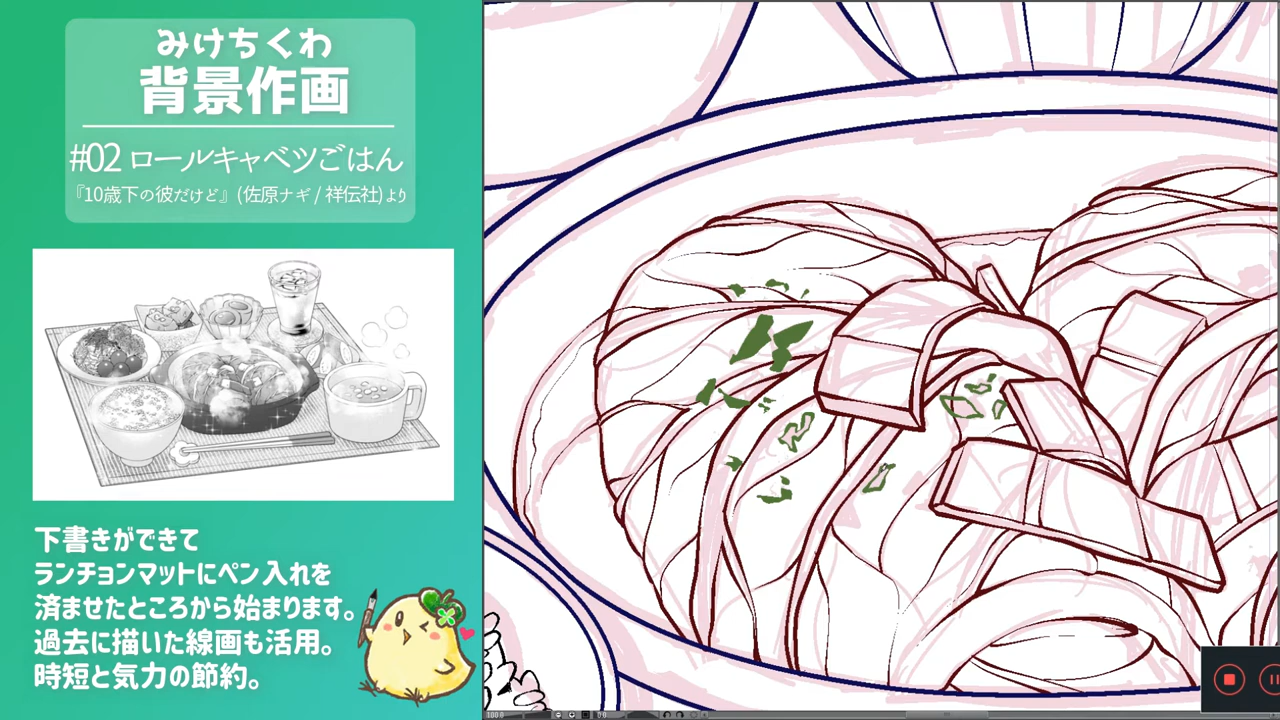 みけちくわ
背景作画
#02 ロールキャベツごはん
『10歳下の彼だけど』(佐原ナギ / 祥伝社)より
下書きができて
ランチョンマットにペン入れを
済ませたところから始まります。
過去に描いた線画も活用。
時短と気力の節約。
100.0
0.0